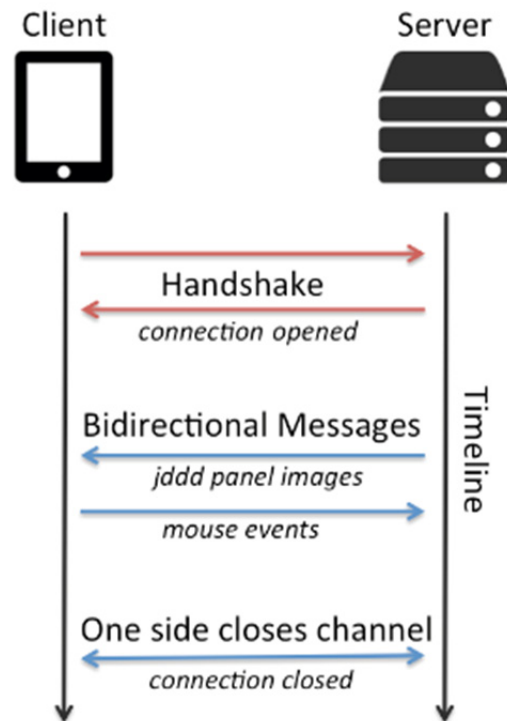 Client
Server
Handshake
connection opened
Bidirectional Messages
jddd panel images
mouse events
Timeline
One side closes channel
connection closed